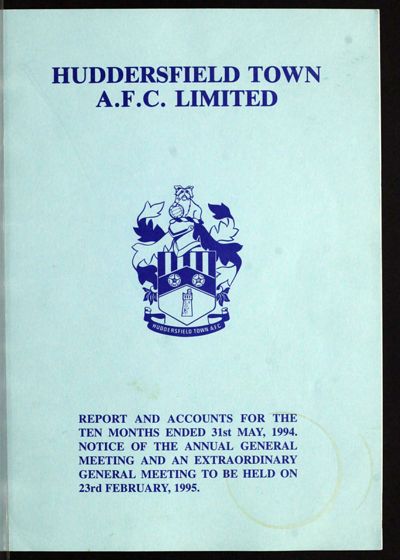 HUDDERSFIELD TOWN
A.F.C. LIMITED
HUDDERSFIELD TOWN A.F.C.
REPORT AND ACCOUNTS FOR THE
TEN MONTHS ENDED 31st MAY, 1994.
NOTICE OF THE ANNUAL GENERAL
MEETING AND AN EXTRAORDINARY
GENERAL MEETING TO BE HELD ON
23rd FEBRUARY, 1995.